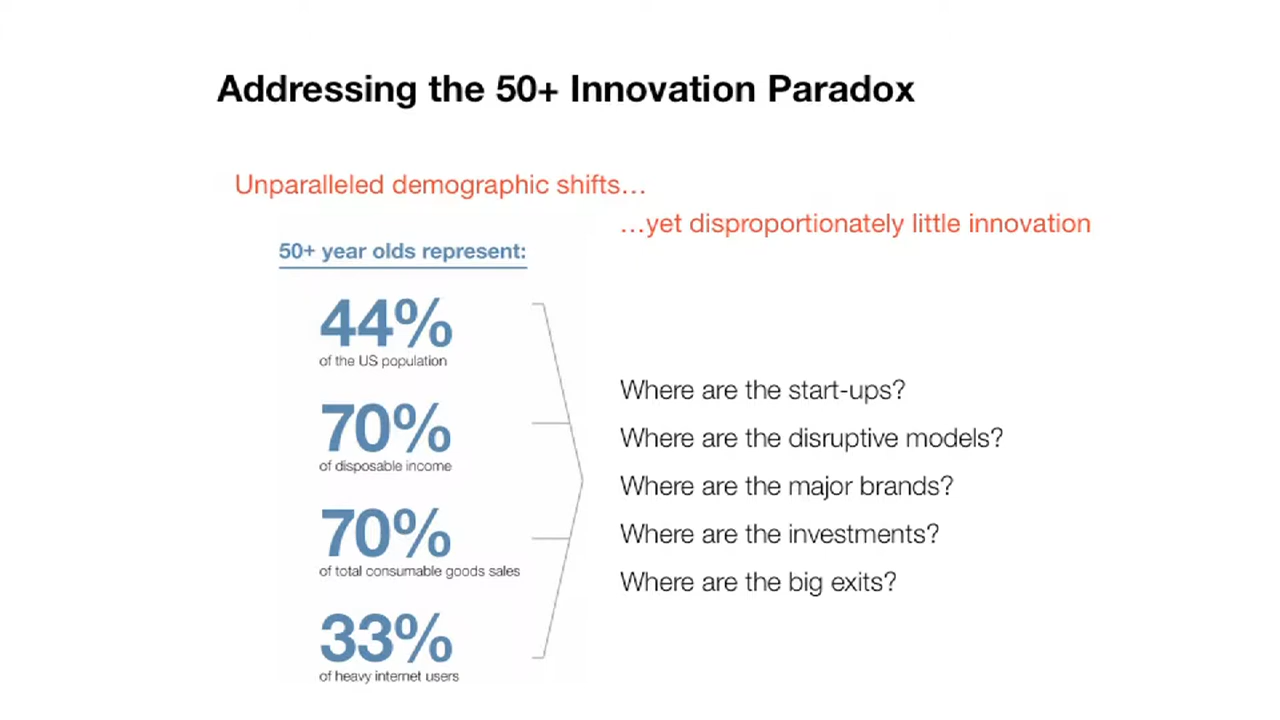 Addressing the 50+ Innovation Paradox
Unparalleled demographic shifts…
…yet disproportionately little innovation
50+ year olds represent:
44%
of the US population
70%
of disposable income
70%
of total consumable goods sales
33%
of heavy internet users
Where are the start-ups?
Where are the disruptive models?
Where are the major brands?
Where are the investments?
Where are the big exits?